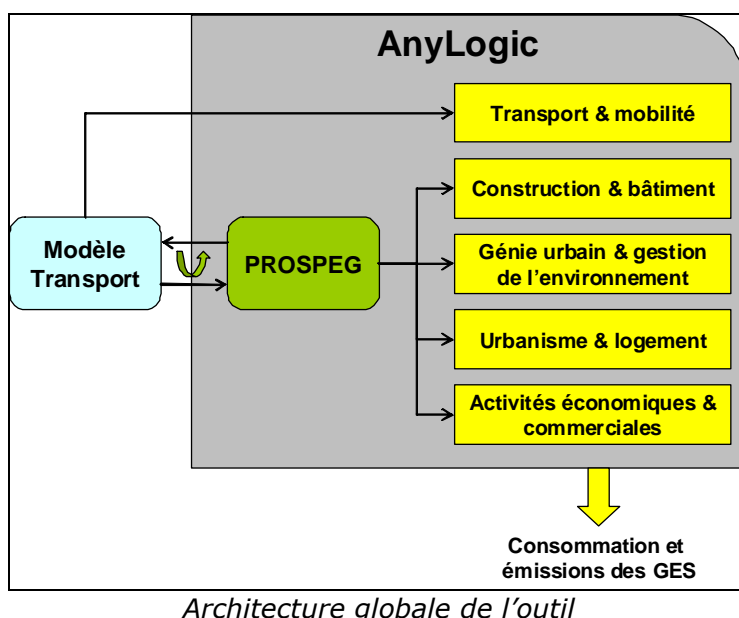 AnyLogic
Transport & mobilité
Construction & bâtiment
Modèle
Transport
PROSPEG
Génie urbain & gestion
de l’environnement
Urbanisme & logement
Activités économiques &
commerciales
Consommation et
émissions des GES
Architecture globale de l’outil